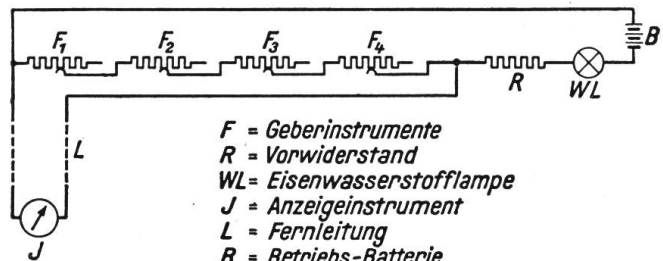 F₁ F₂ F₃ F₄ B
R WL
L
J
F = Geberinstrumente
R = Vorwiderstand
WL= Eisenwasserstofflampe
J = Anzeigeinstrument
L = Fernleitung
B = Betriebs-Batterie